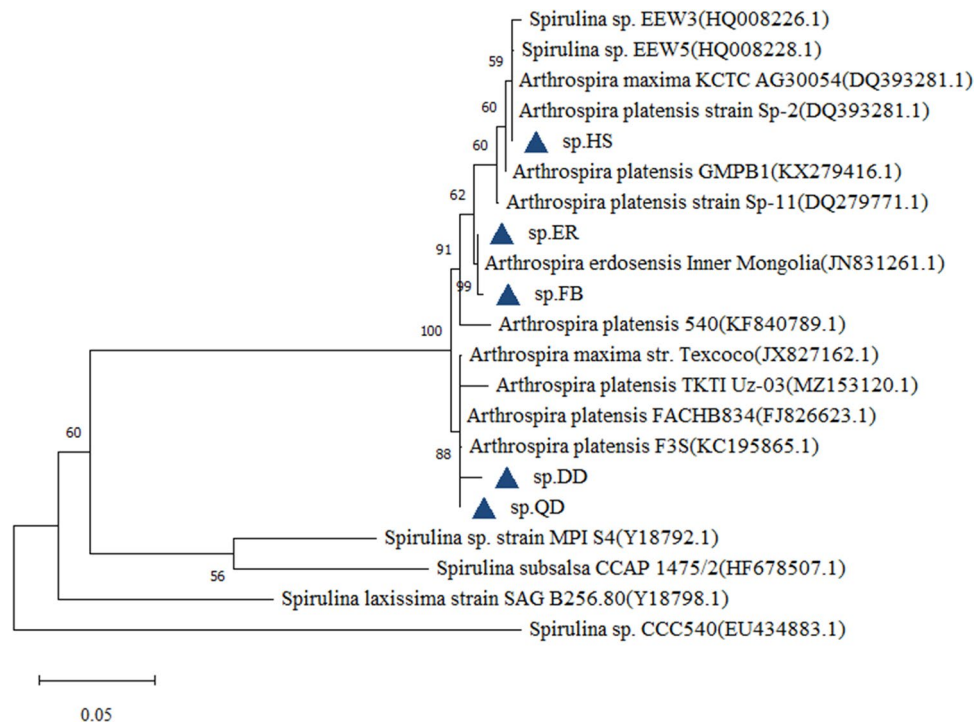 Spirulina sp. EEW3(HQ008226.1)
59
Spirulina sp. EEW5(HQ008228.1)
Arthrospira maxima KCTC AG30054(DQ393281.1)
60
Arthrospira platensis strain Sp-2(DQ393281.1)
sp.HS
60
Arthrospira platensis GMPB1(KX279416.1)
62
Arthrospira platensis strain Sp-11(DQ279771.1)
sp.ER
91
Arthrospira erdosensis Inner Mongolia(JN831261.1)
99
sp.FB
100
Arthrospira platensis 540(KF840789.1)
Arthrospira maxima str. Texcoco(JX827162.1)
Arthrospira platensis TKTI Uz-03(MZ153120.1)
Arthrospira platensis FACHB834(FJ826623.1)
60
Arthrospira platensis F3S(KC195865.1)
88
sp.DD
sp.QD
Spirulina sp. strain MPI S4(Y18792.1)
56
Spirulina subsalsa CCAP 1475/2(HF678507.1)
Spirulina laxissima strain SAG B256.80(Y18798.1)
Spirulina sp. CCC540(EU434883.1)
0.05